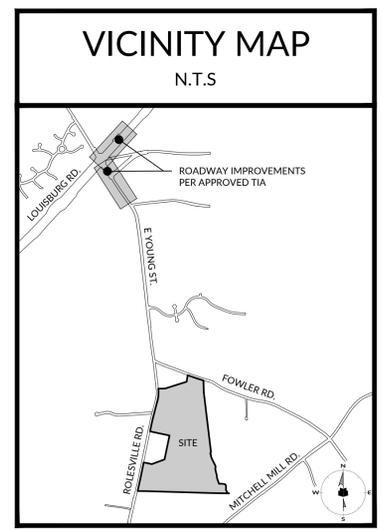 VICINITY MAP
N.T.S
ROADWAY IMPROVEMENTS
PER APPROVED TIA
LOUISBURG RD.
E YOUNG ST.
FOWLER RD.
ROLESVILLE RD.
SITE
MITCHELL MILL RD.
N
W
E
S